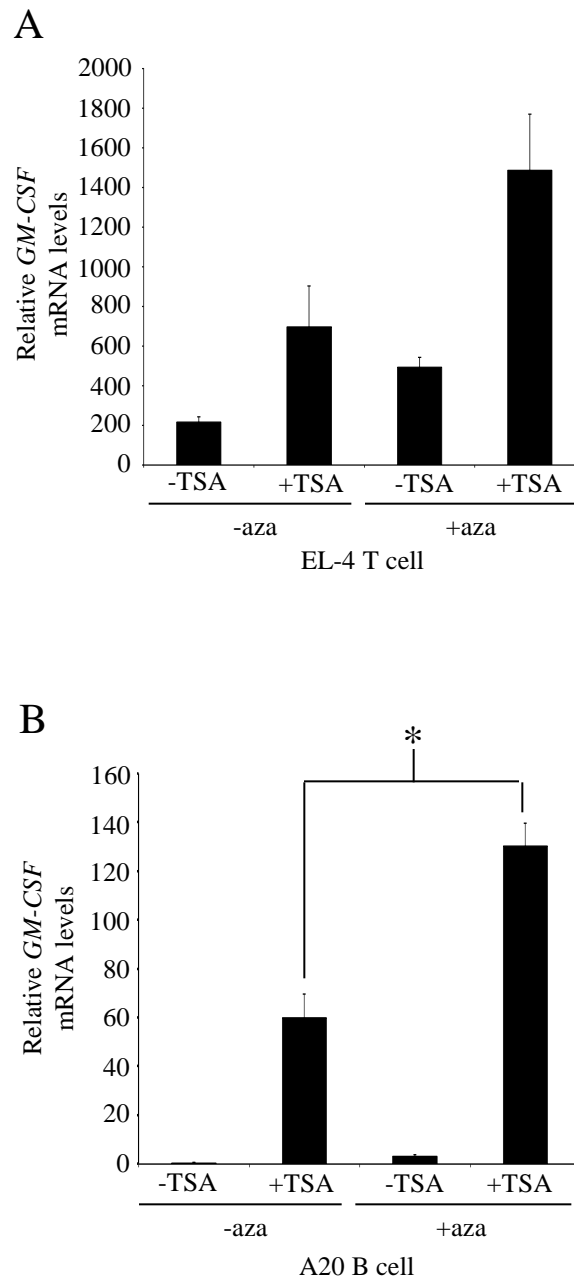 A
Relative GM-CSF
mRNA levels
2000
1800
1600
1400
1200
1000
800
600
400
200
0
-TSA +TSA -TSA +TSA
-aza +aza
EL-4 T cell
B
*
Relative GM-CSF
mRNA levels
160
140
120
100
80
60
40
20
0
-TSA +TSA -TSA +TSA
-aza +aza
A20 B cell